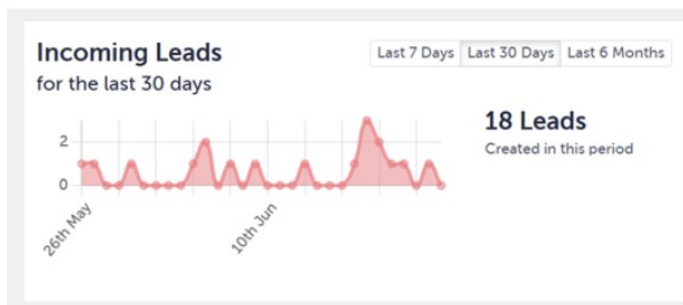 Incoming Leads
for the last 30 days
Last 7 Days Last 30 Days Last 6 Months
2
0
26th May
10th Jun
18 Leads
Created in this period